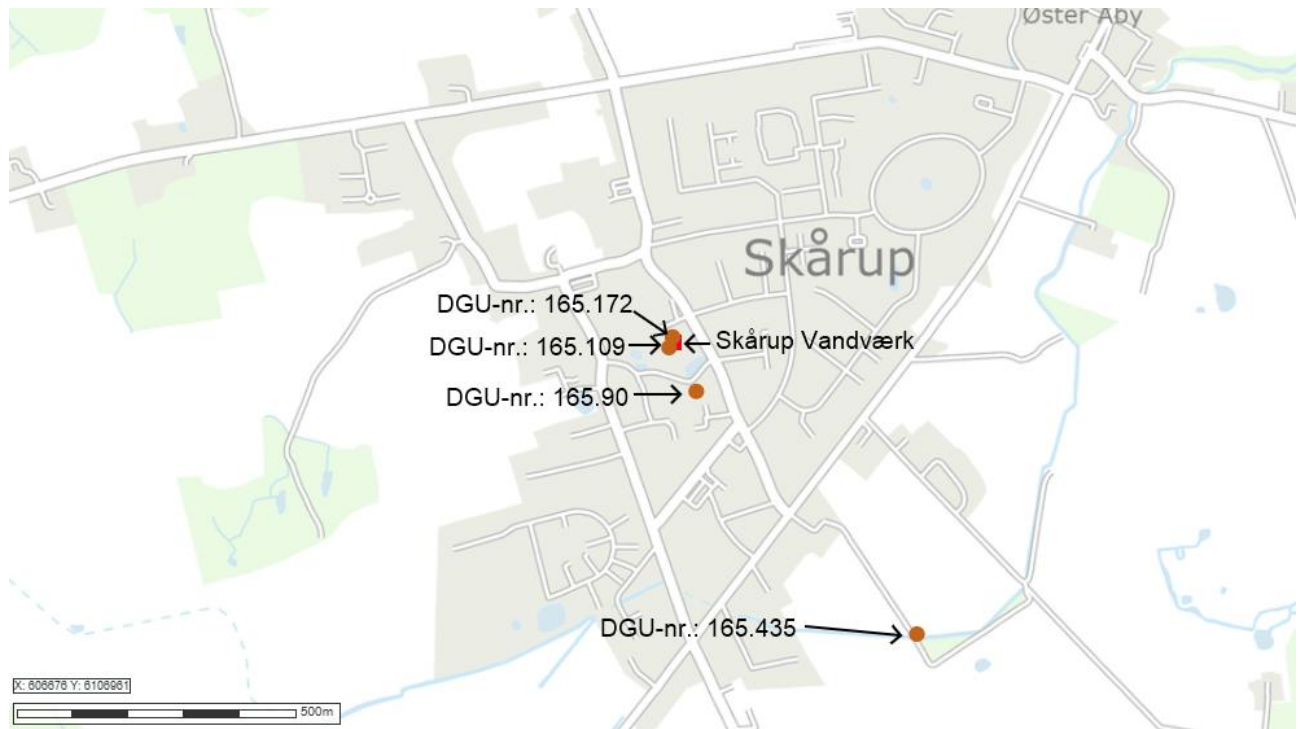 Øster Åby
Skårup
DGU-nr.: 165.172
DGU-nr.: 165.109
Skårup Vandværk
DGU-nr.: 165.90
DGU-nr.: 165.435
X: 606676 Y: 6106961
500m